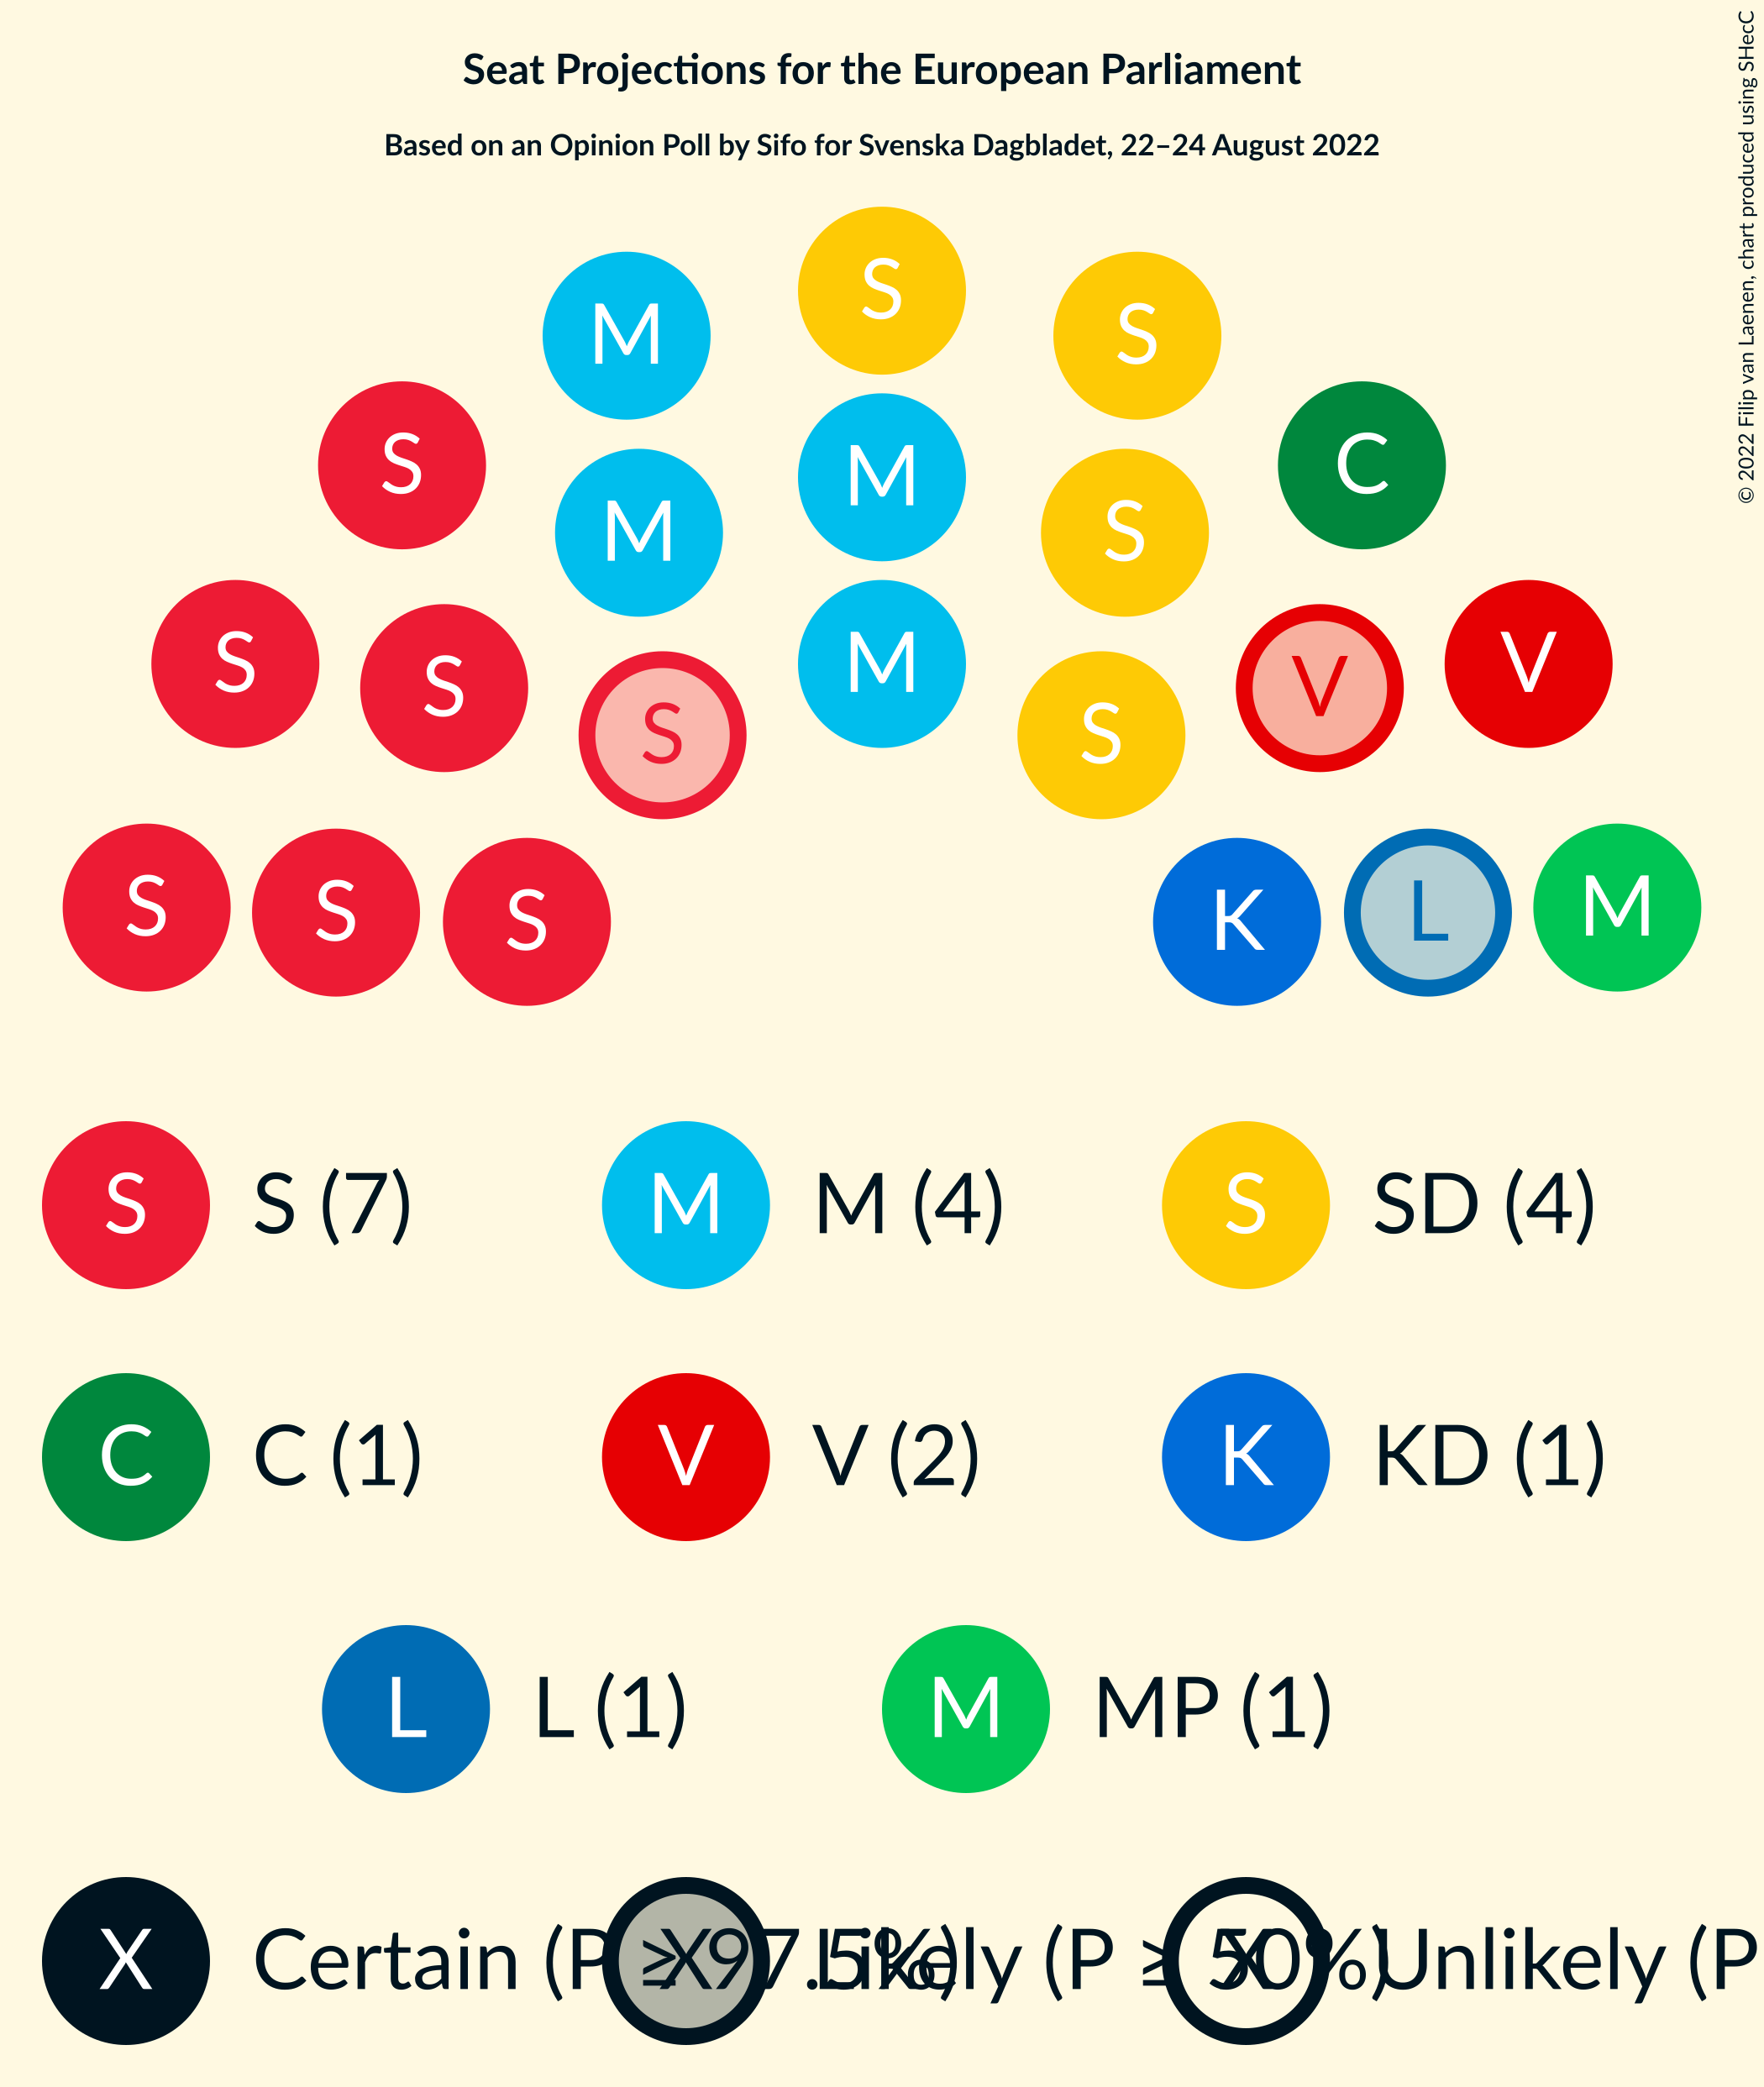 Seat Projections for the European Parliament
Based on an Opinion Poll by Sifo for Svenska Dagbladet, 22–24 August 2022
© 2022 Filip van Laenen, chart produced using SHecC
S
M S
S C
M
M S
S V
M
S V
S S
S K
S L
S M
S S (7) M M (4) S SD (4)
C C (1) V V (2) K KD (1)
L L (1) M MP (1)
X Certain (P ≥ 97.5%) X Likely (P ≥ 50%) X Unlikely (P